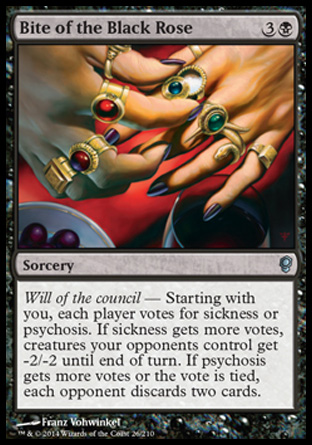 Bite of the Black Rose 3
Sorcery
Will of the council — Starting with
you, each player votes for sickness or
psychosis. If sickness gets more votes,
creatures your opponents control get
-2/-2 until end of turn. If psychosis
gets more votes or the vote is tied,
each opponent discards two cards.
Franz Vohwinkel
™ & © 2014 Wizards of the Coast 26/210